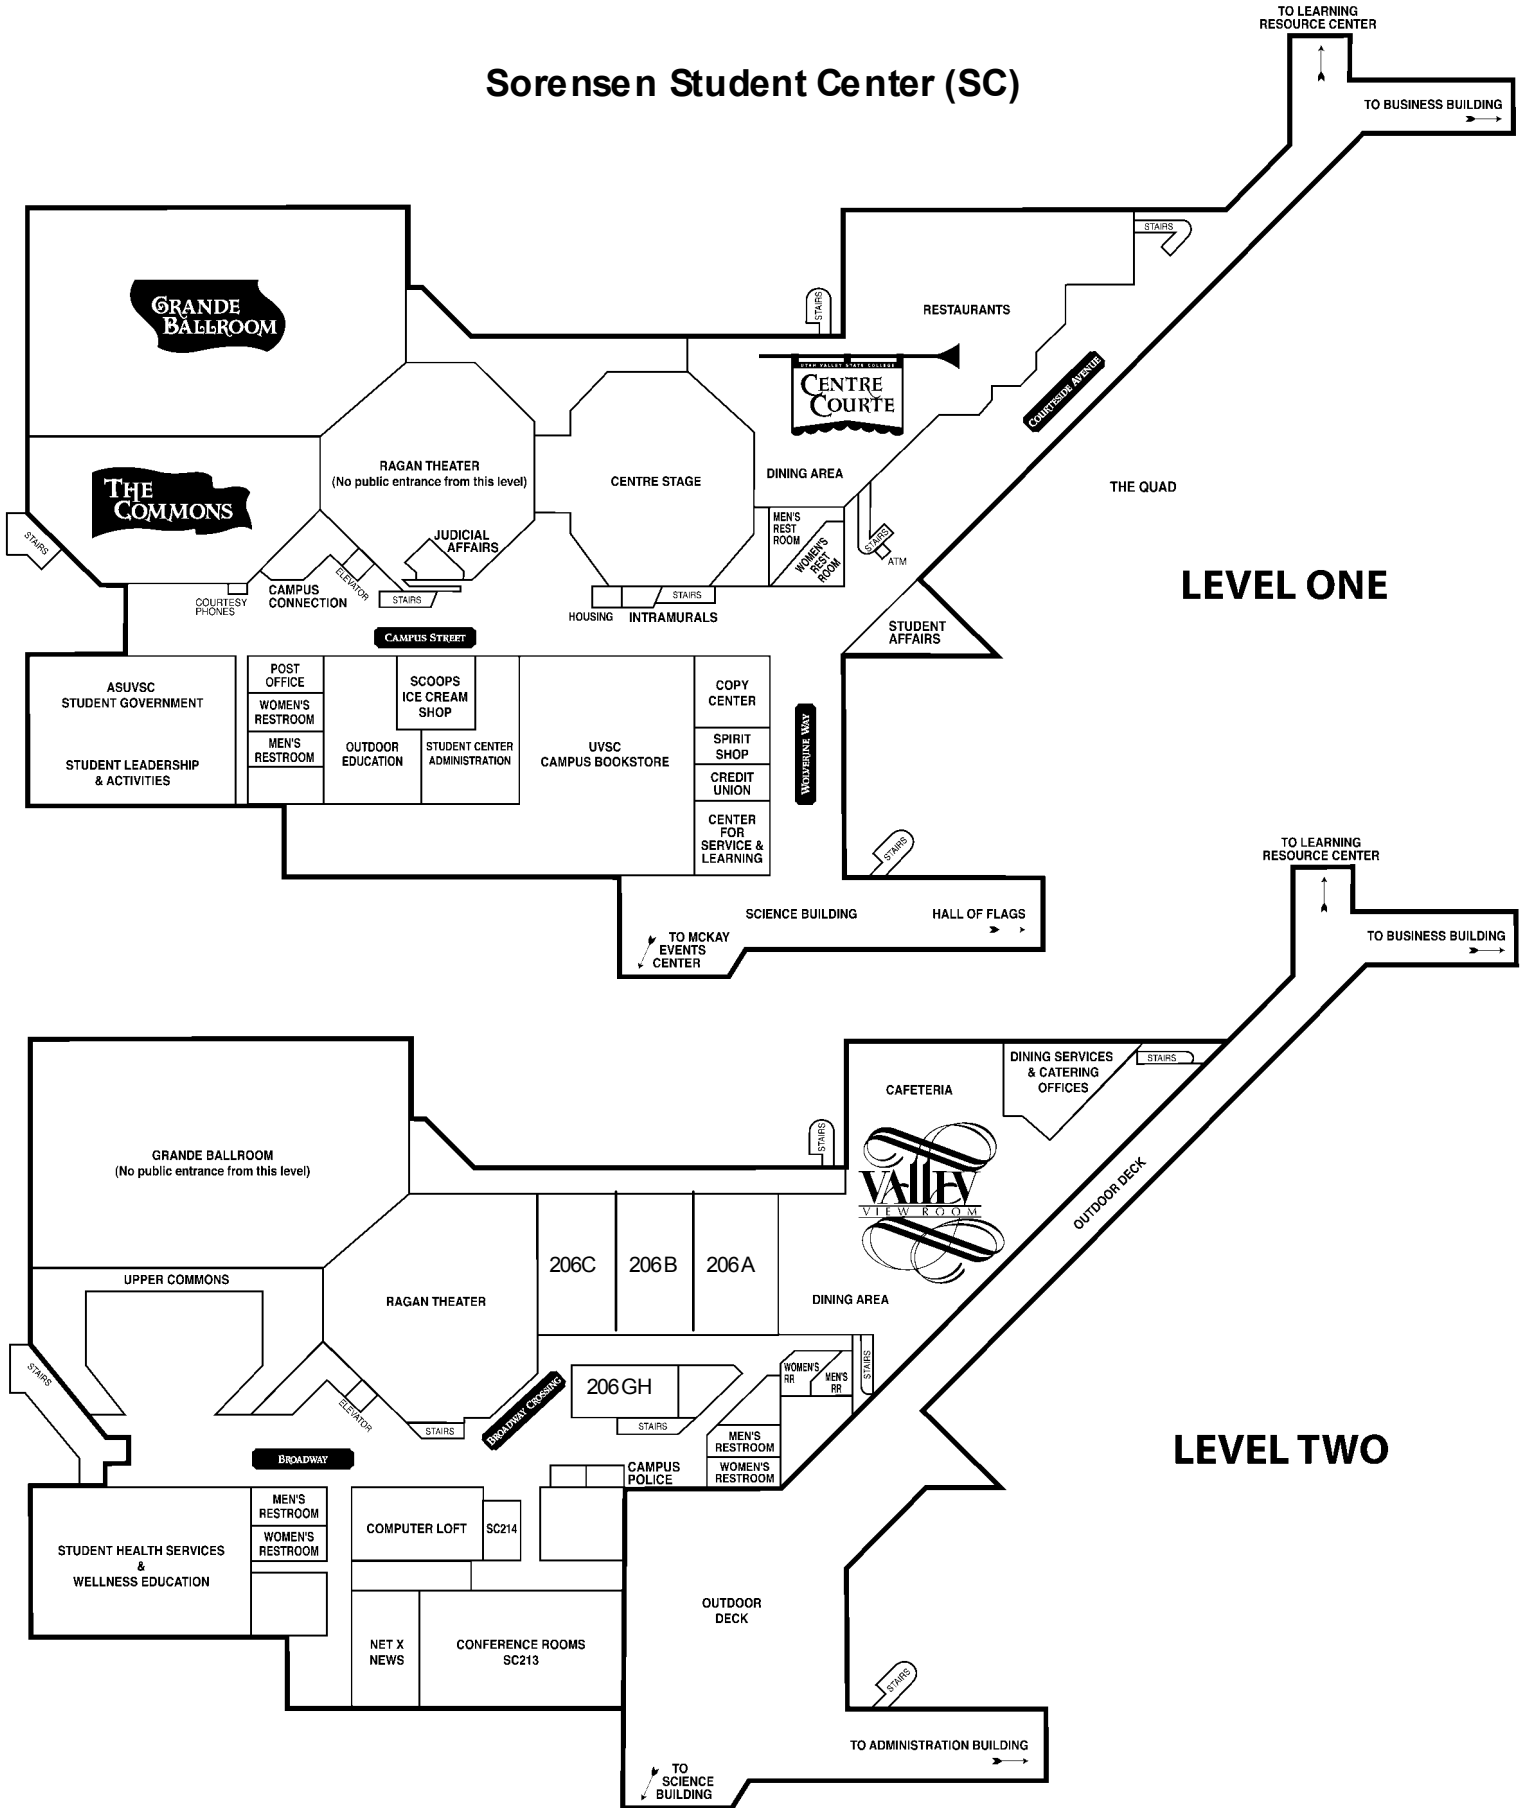 TO LEARNING
RESOURCE CENTER
Sorensen Student Center (SC)
TO BUSINESS BUILDING
STAIRS
GRANDE
BALLROOM
STAIRS
RESTAURANTS
UTAH VALLEY STATE COLLEGE
CENTRE
COURTE
COURTESIDE AVENUE
RAGAN THEATER
(No public entrance from this level)
CENTRE STAGE
DINING AREA
THE QUAD
THE
COMMONS
MEN'S
REST
ROOM
WOMEN'S
REST
ROOM
STAIRS
ATM
STAIRS
JUDICIAL
AFFAIRS
ELEVATOR
LEVEL ONE
COURTESY
PHONES
CAMPUS
CONNECTION
STAIRS
STAIRS
HOUSING
INTRAMURALS
STUDENT
AFFAIRS
CAMPUS STREET
ASUVSC
STUDENT GOVERNMENT
STUDENT LEADERSHIP
& ACTIVITIES
POST
OFFICE
WOMEN'S
RESTROOM
MEN'S
RESTROOM
OUTDOOR
EDUCATION
SCOOPS
ICE CREAM
SHOP
STUDENT CENTER
ADMINISTRATION
UVSC
CAMPUS BOOKSTORE
COPY
CENTER
SPIRIT
SHOP
CREDIT
UNION
CENTER
FOR
SERVICE &
LEARNING
WOLVERINE WAY
STAIRS
SCIENCE BUILDING
HALL OF FLAGS
TO MCKAY
EVENTS
CENTER
TO LEARNING
RESOURCE CENTER
TO BUSINESS BUILDING
DINING SERVICES
& CATERING
OFFICES
STAIRS
CAFETERIA
STAIRS
GRANDE BALLROOM
(No public entrance from this level)
VALLEY
VIEW ROOM
OUTDOOR DECK
206C
206B
206A
UPPER COMMONS
RAGAN THEATER
DINING AREA
STAIRS
WOMEN'S
RR
MEN'S
RR
STAIRS
206GH
ELEVATOR
STAIRS
BROADWAY CROSSING
STAIRS
MEN'S
RESTROOM
WOMEN'S
RESTROOM
LEVEL TWO
BROADWAY
CAMPUS
POLICE
MEN'S
RESTROOM
WOMEN'S
RESTROOM
COMPUTER LOFT
SC214
STUDENT HEALTH SERVICES
&
WELLNESS EDUCATION
OUTDOOR
DECK
NET X
NEWS
CONFERENCE ROOMS
SC213
STAIRS
TO ADMINISTRATION BUILDING
TO
SCIENCE
BUILDING